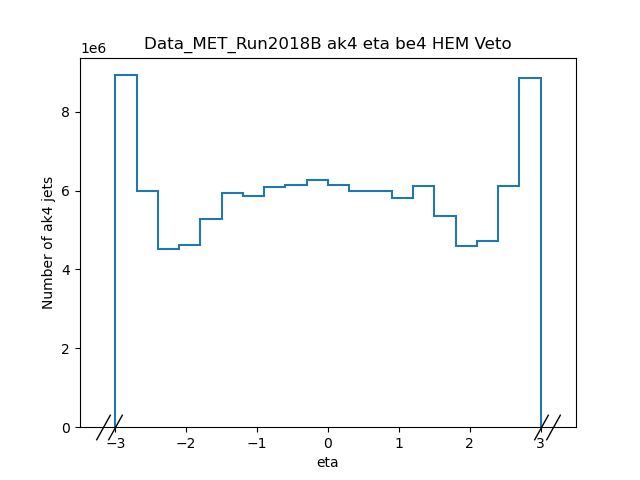 Data_MET_Run2018B ak4 eta be4 HEM Veto
1e6
8
6
4
2
0
Number of ak4 jets
−3 −2 −1 0 1 2 3
eta